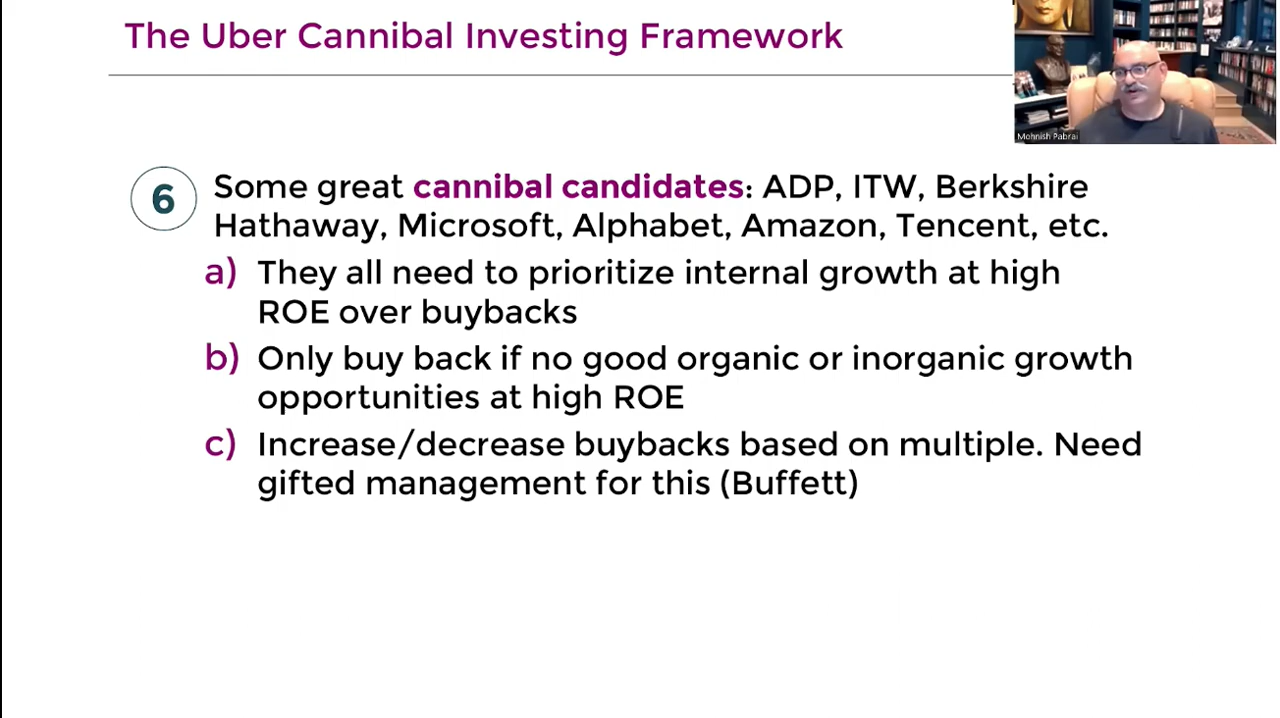 The Uber Cannibal Investing Framework
Mohnish Pabrai
6
Some great cannibal candidates: ADP, ITW, Berkshire
Hathaway, Microsoft, Alphabet, Amazon, Tencent, etc.
a) They all need to prioritize internal growth at high
ROE over buybacks
b) Only buy back if no good organic or inorganic growth
opportunities at high ROE
c) Increase/decrease buybacks based on multiple. Need
gifted management for this (Buffett)